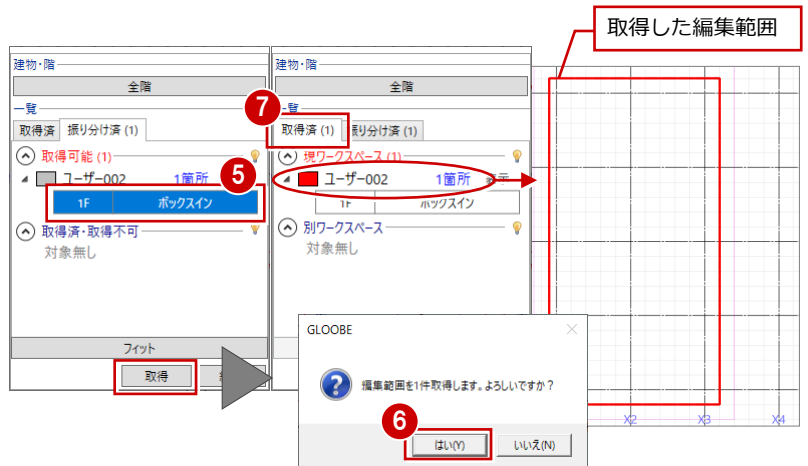 取得した編集範囲
建物・階
全階
一覧
取得済 振り分け済 (1)
取得可能 (1)
ユーザー002 1箇所
1F ボックスイン
取得済・取得不可
対象無し
フィット
取得
5
建物・階
全階
7
一覧
取得済 (1) 振り分け済 (1)
現ワークスペース (1)
ユーザー002 1箇所 表示
1F ボックスイン
別ワークスペース
対象無し
GLOOBE
編集範囲を1件取得します。よろしいですか？
6
はい(Y) いいえ(N)
X2 X3 X4